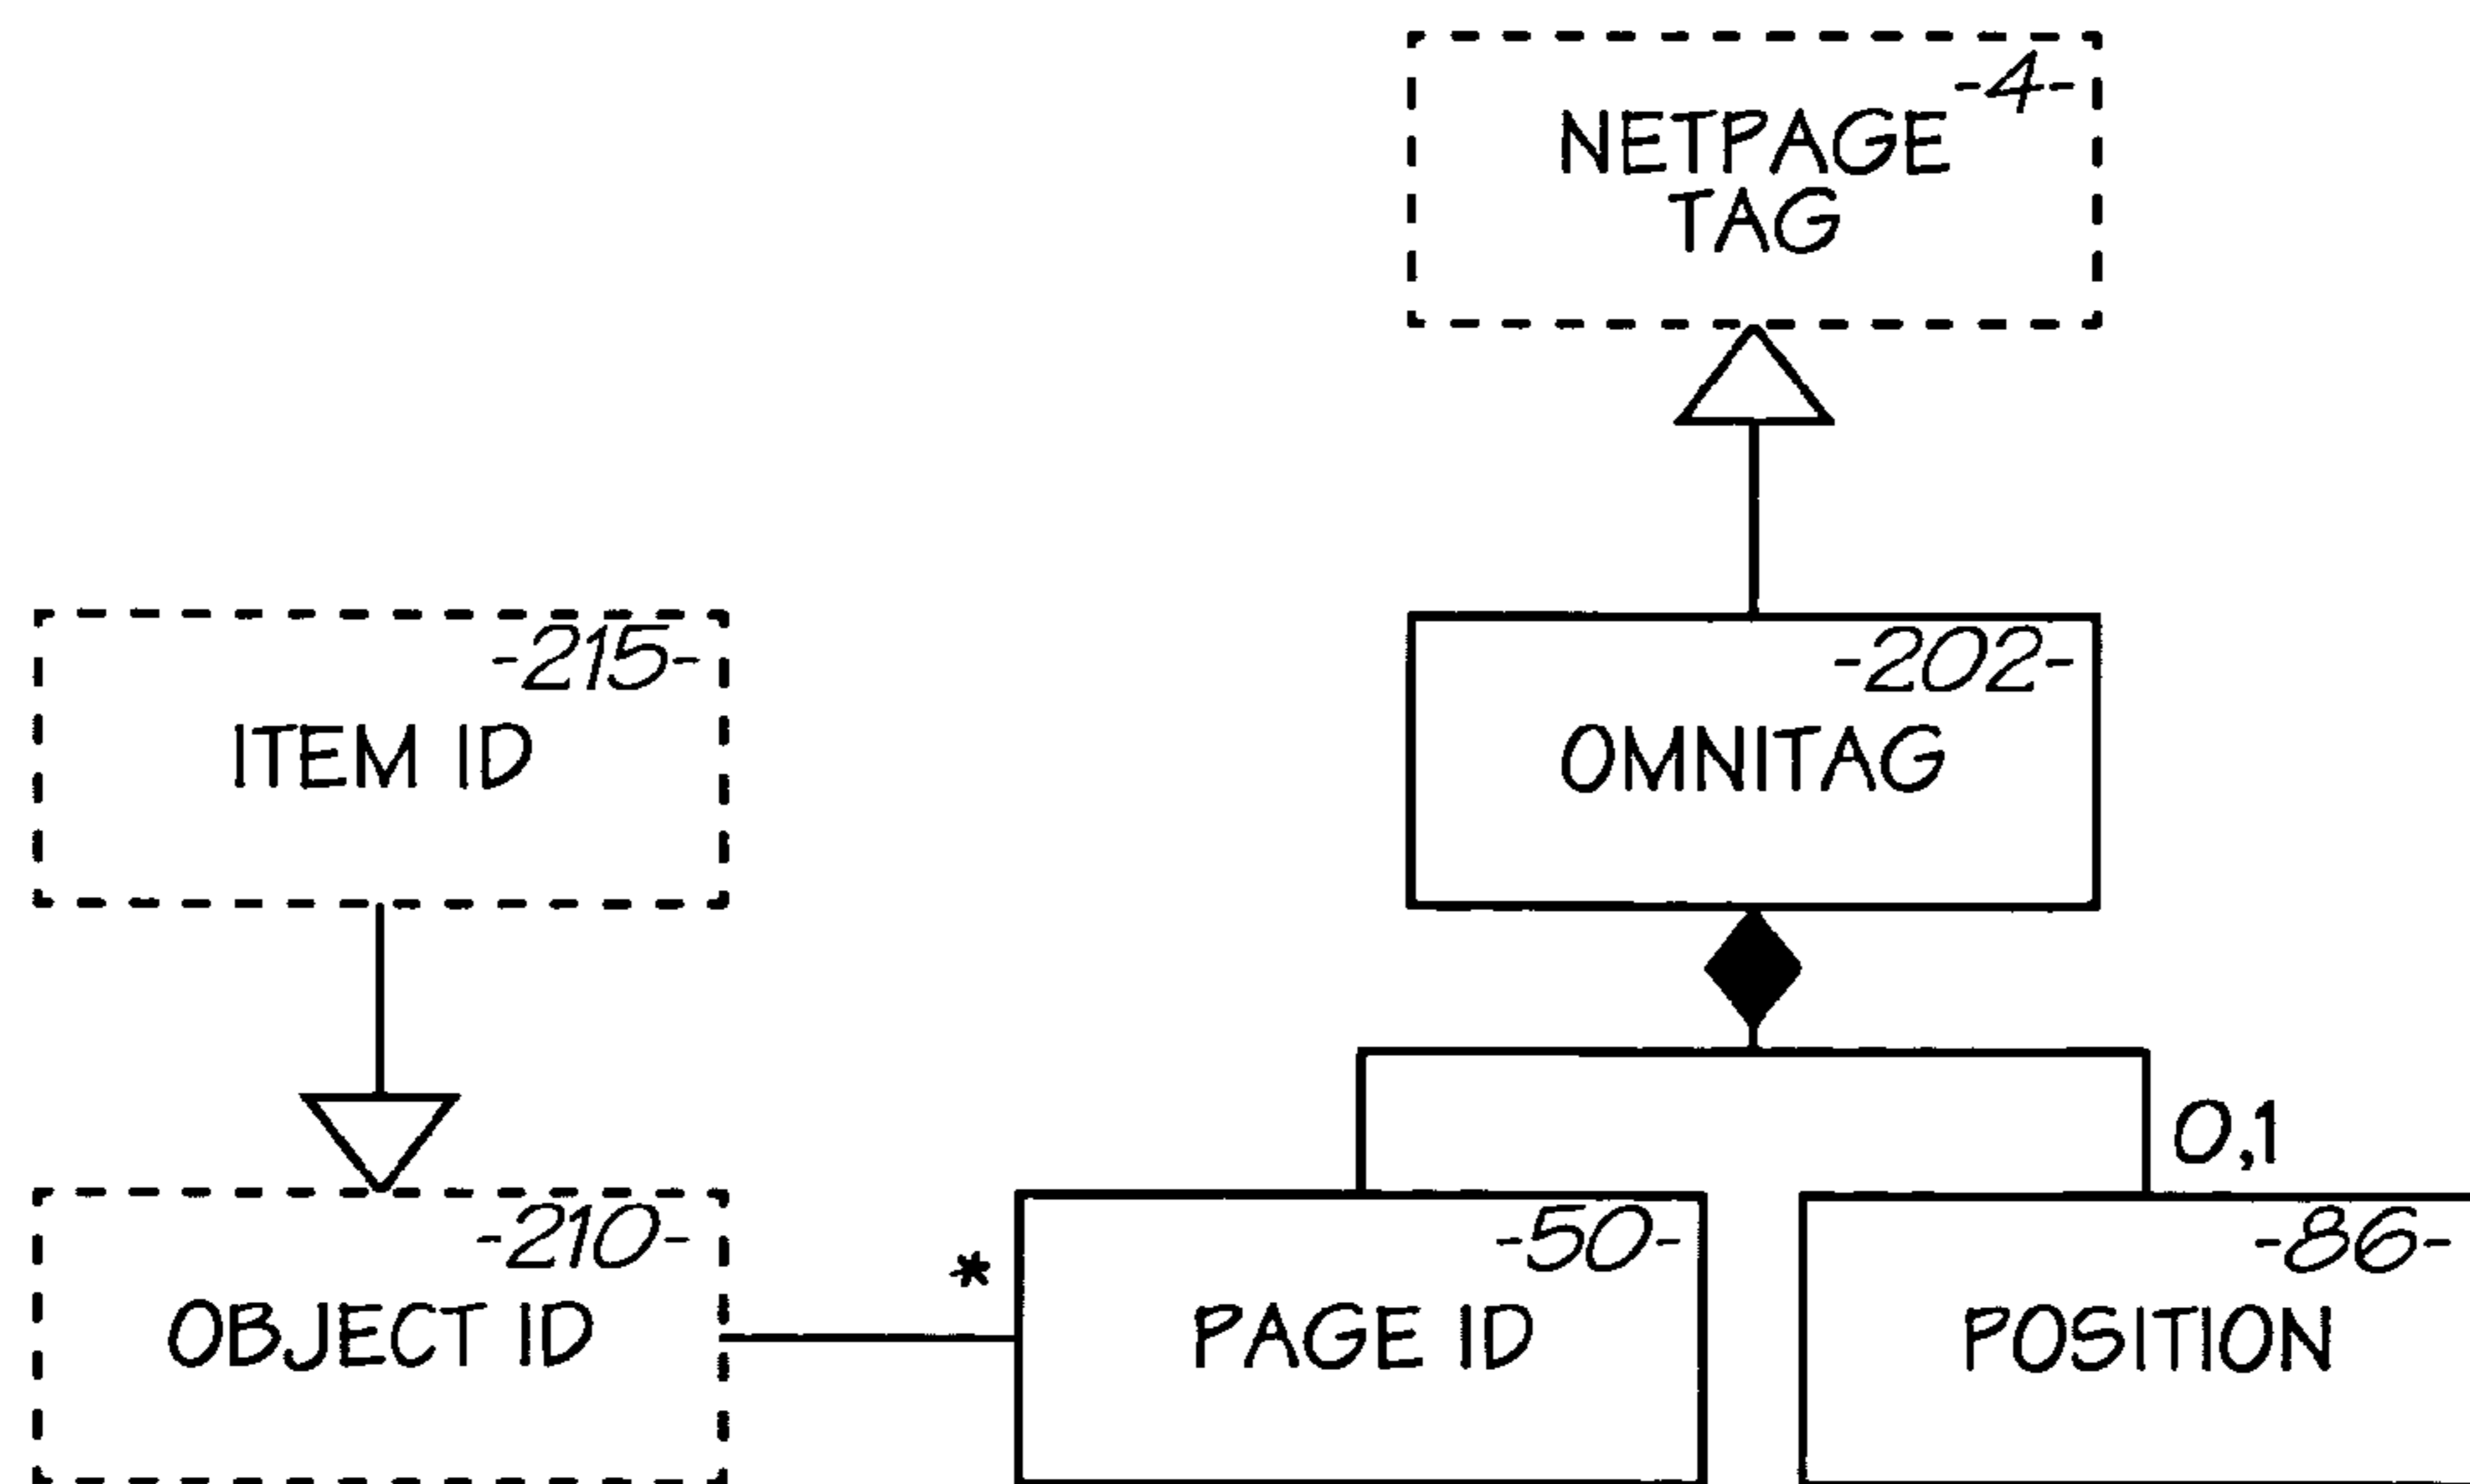 -4-
NETPAGE
TAG
-215-
ITEM ID
-202-
OMNITAG
0,1
-210-
OBJECT ID
*
-50-
PAGE ID
-86-
POSITION